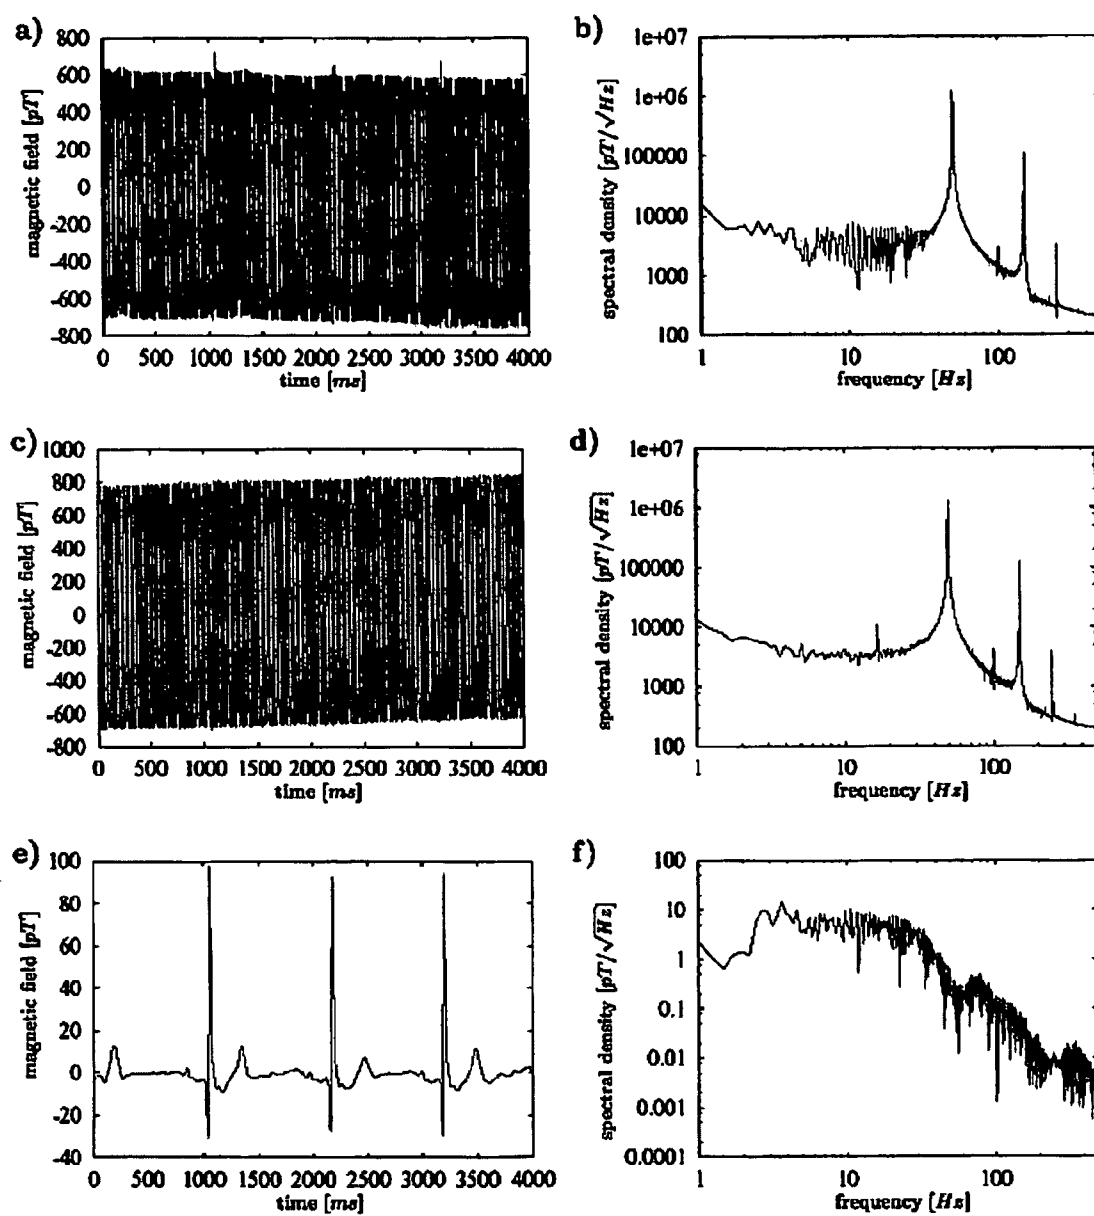 a)
magnetic field [pT]
800
600
400
200
0
-200
-400
-600
-800
0 500 1000 1500 2000 2500 3000 3500 4000
time [ms]
b)
spectral density [pT/√Hz]
1e+07
1e+06
100000
10000
1000
100
1 10 100
frequency [Hz]
c)
magnetic field [pT]
1000
800
600
400
200
0
-200
-400
-600
-800
0 500 1000 1500 2000 2500 3000 3500 4000
time [ms]
d)
spectral density [pT/√Hz]
1e+07
1e+06
100000
10000
1000
100
1 10 100
frequency [Hz]
e)
magnetic field [pT]
100
80
60
40
20
0
-20
-40
0 500 1000 1500 2000 2500 3000 3500 4000
time [ms]
f)
spectral density [pT/√Hz]
100
10
1
0.1
0.01
0.001
0.0001
1 10 100
frequency [Hz]